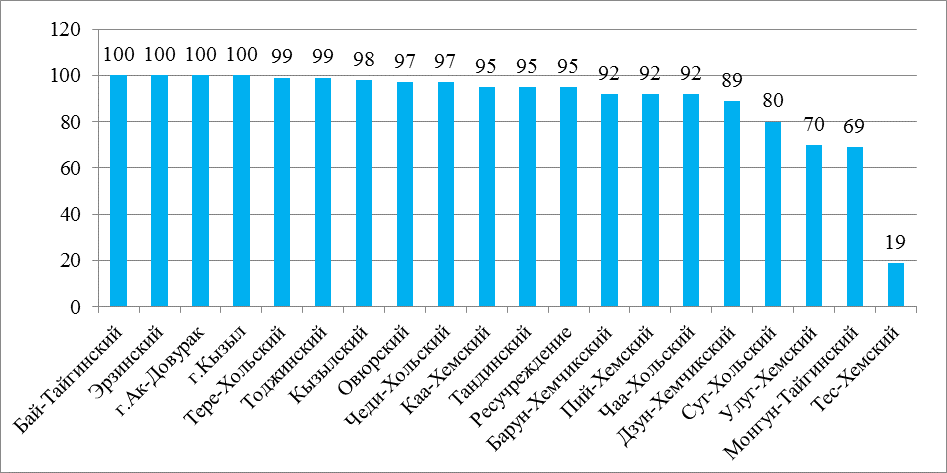 120
100
80
60
40
20
0
100 100 100 100 99 99 98 97 97 95 95 95 92 92 92 89 80 70 69 19
Бай-Тайгинский
Эрзинский
г.Ак-Довурак
г.Кызыл
Тере-Хольский
Тоджинский
Кызылский
Овюрский
Чеди-Хольский
Каа-Хемский
Тандинский
Ресучреждение
Барун-Хемчикский
Пий-Хемский
Чаа-Хольский
Дзун-Хемчикский
Сут-Хольский
Улуг-Хемский
Монгун-Тайгинский
Тес-Хемский